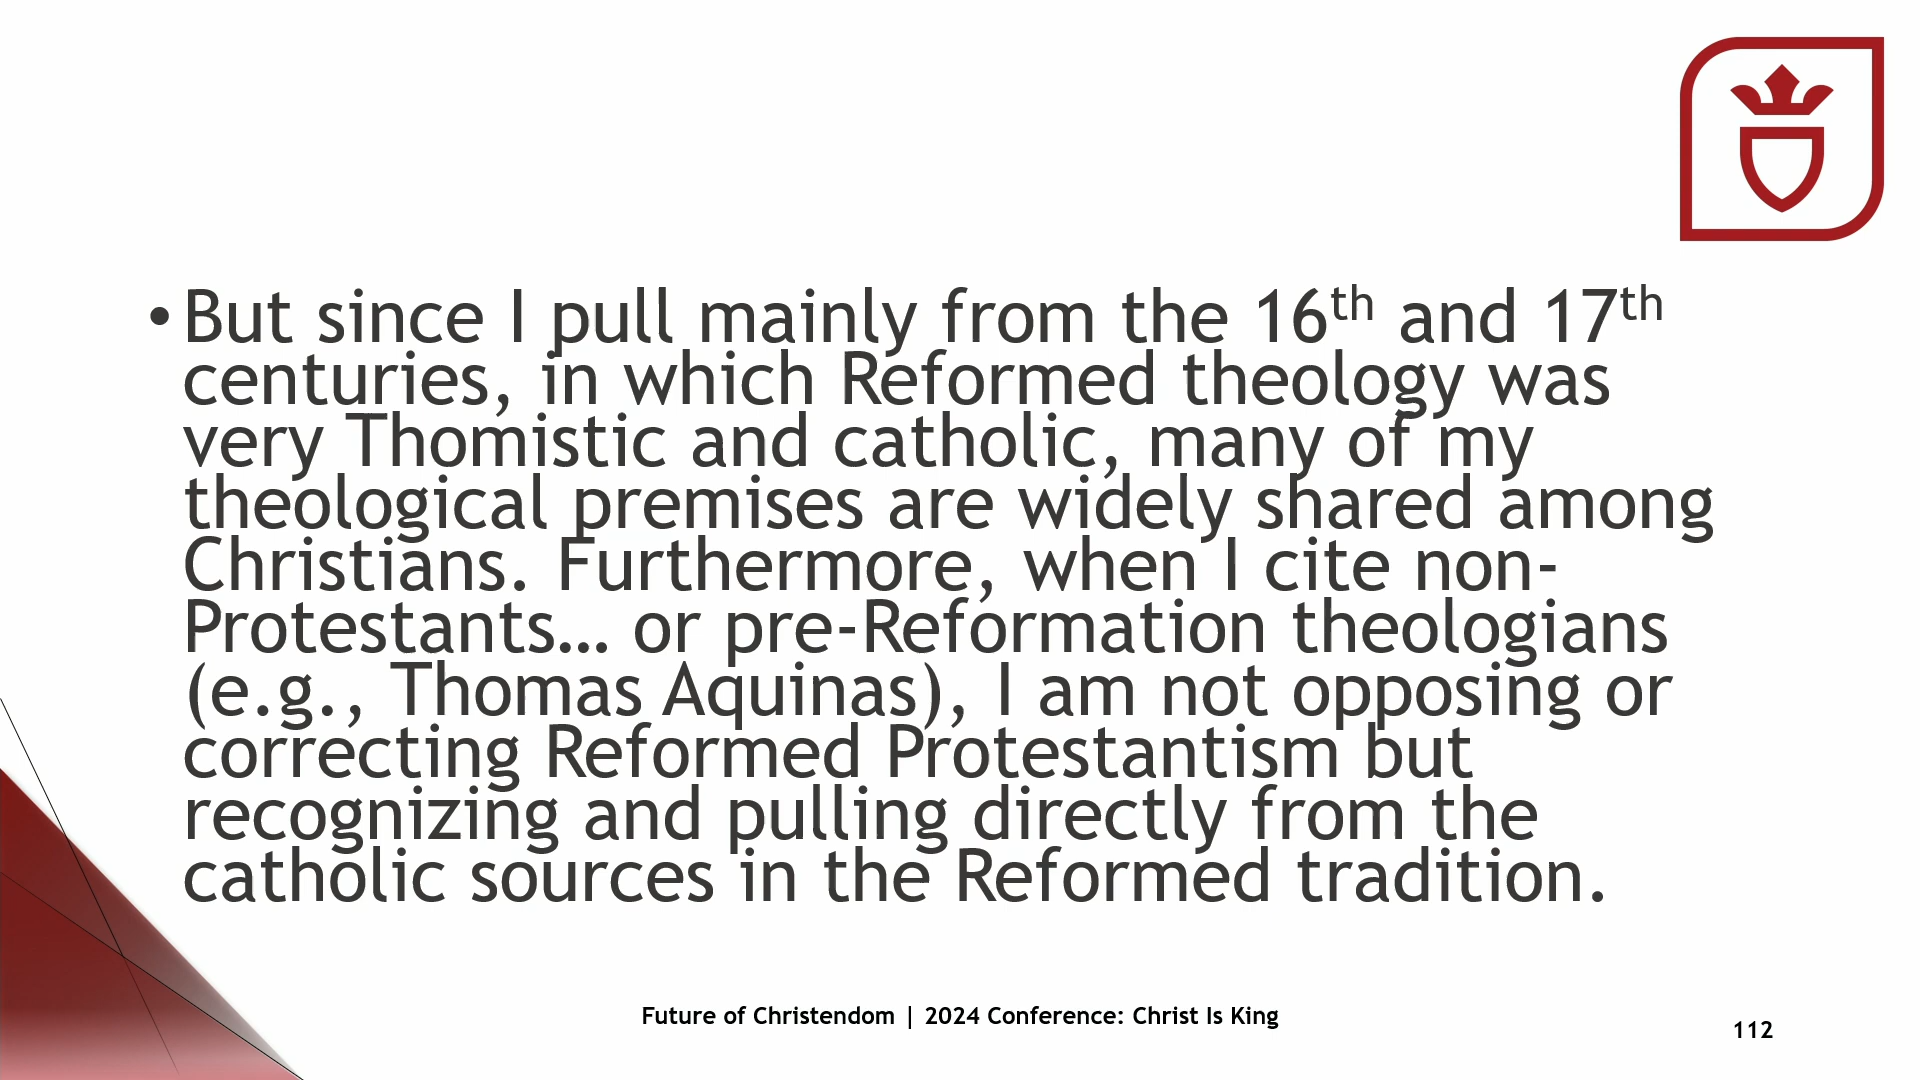 • But since I pull mainly from the 16th and 17th
centuries, in which Reformed theology was
very Thomistic and catholic, many of my
theological premises are widely shared among
Christians. Furthermore, when I cite non-
Protestants… or pre-Reformation theologians
(e.g., Thomas Aquinas), I am not opposing or
correcting Reformed Protestantism but
recognizing and pulling directly from the
catholic sources in the Reformed tradition.
Future of Christendom | 2024 Conference: Christ Is King
112